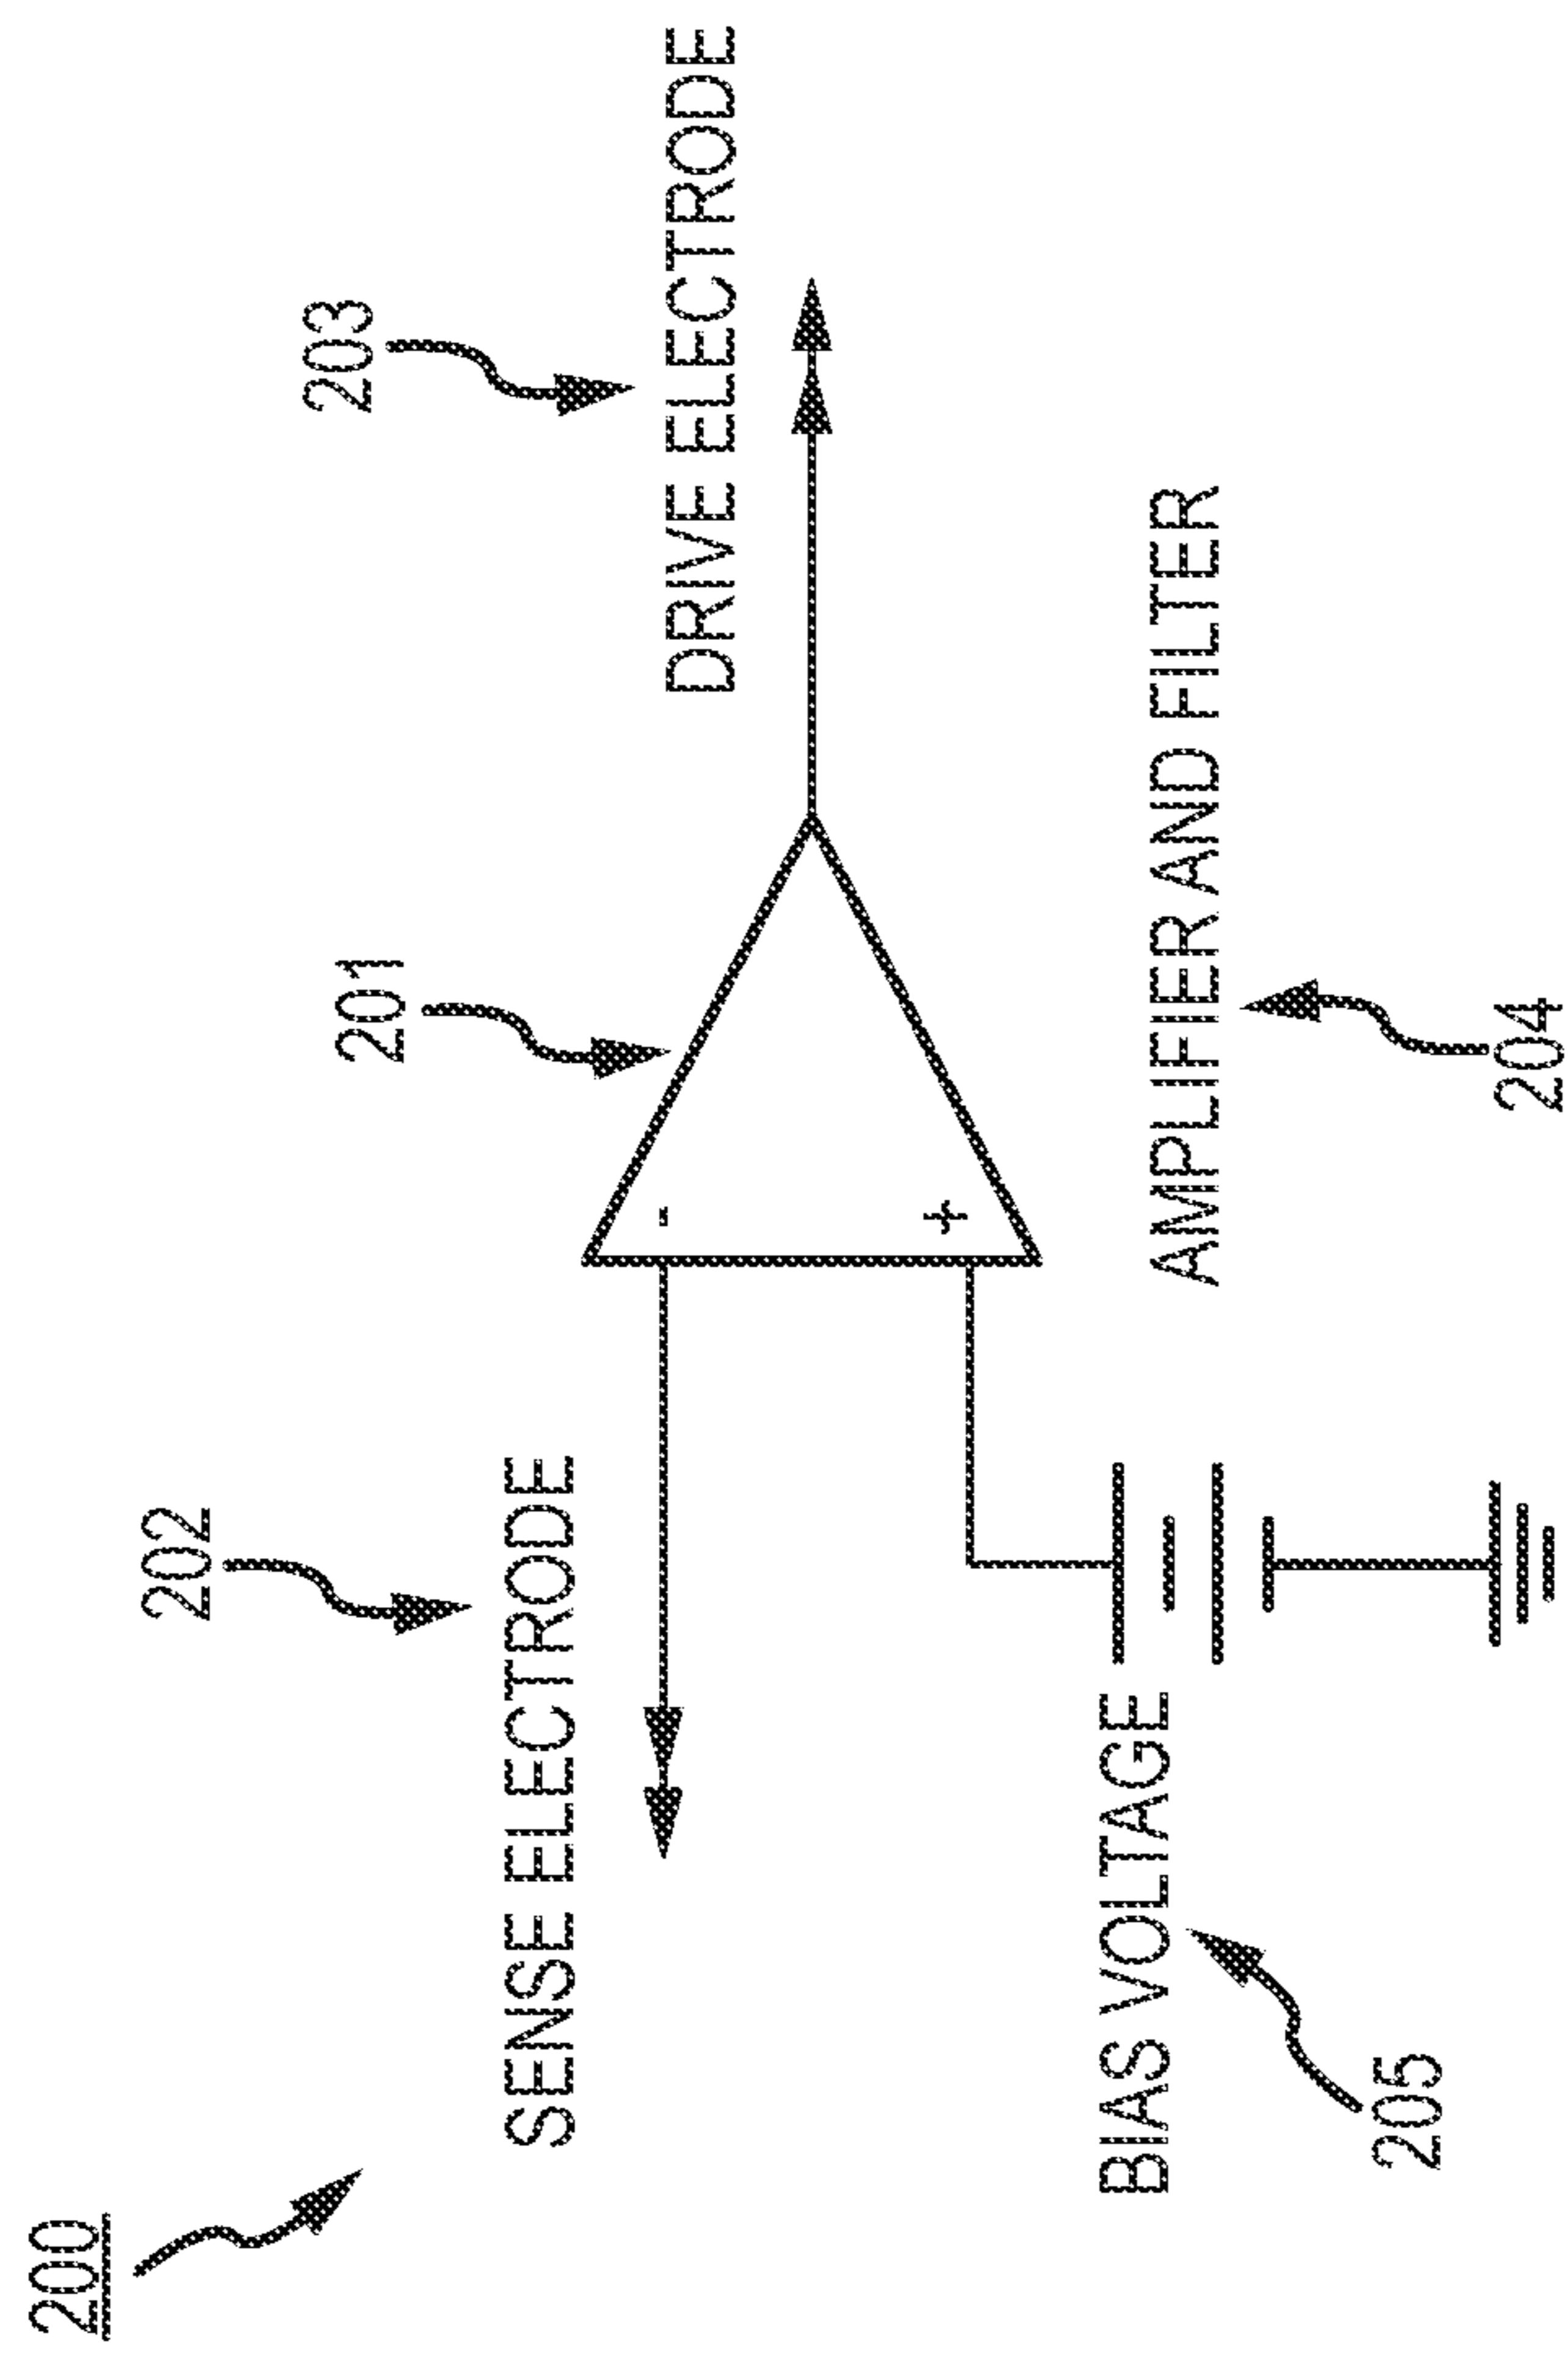 200
202
SENSE ELECTRODE
201
203
DRIVE ELECTRODE
-
+
BIAS VOLTAGE
205
AMPLIFIER AND FILTER
204